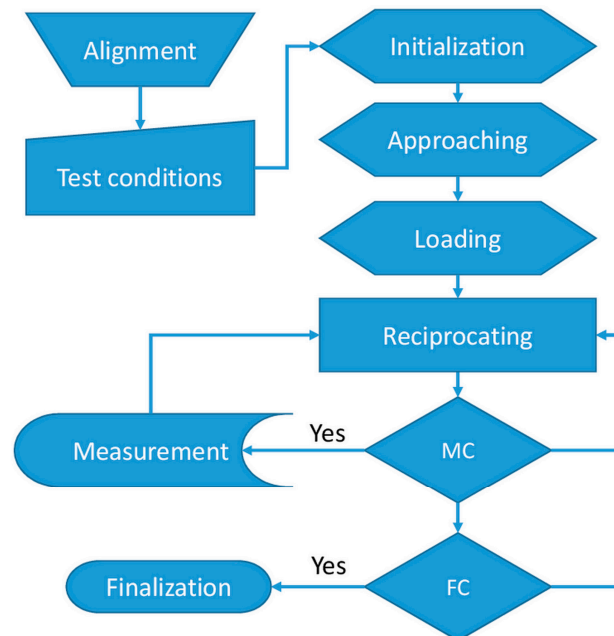 Alignment
Initialization
Test conditions
Approaching
Loading
Reciprocating
Yes
Measurement
MC
Yes
Finalization
FC